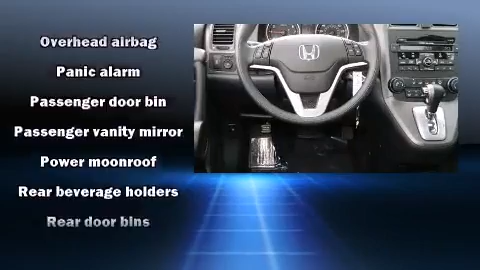 Overhead airbag
Panic alarm
Passenger door bin
Passenger vanity mirror
Power moonroof
Rear beverage holders
Rear door bins